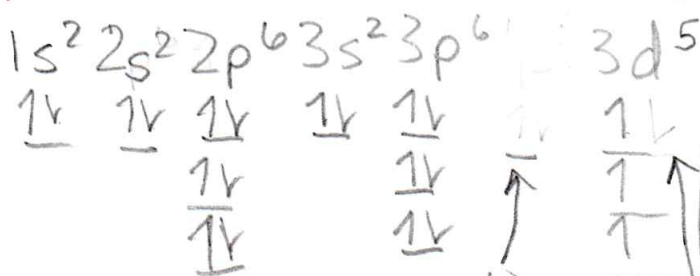 1s² 2s² 2p⁶ 3s² 3p⁶ 3d⁵
↿⇂ ↿⇂ ↿⇂ ↿⇂ ↿⇂ ↿⇂ ↿⇂
↿⇂ ↿⇂ ↿
↿⇂ ↿⇂ ↿